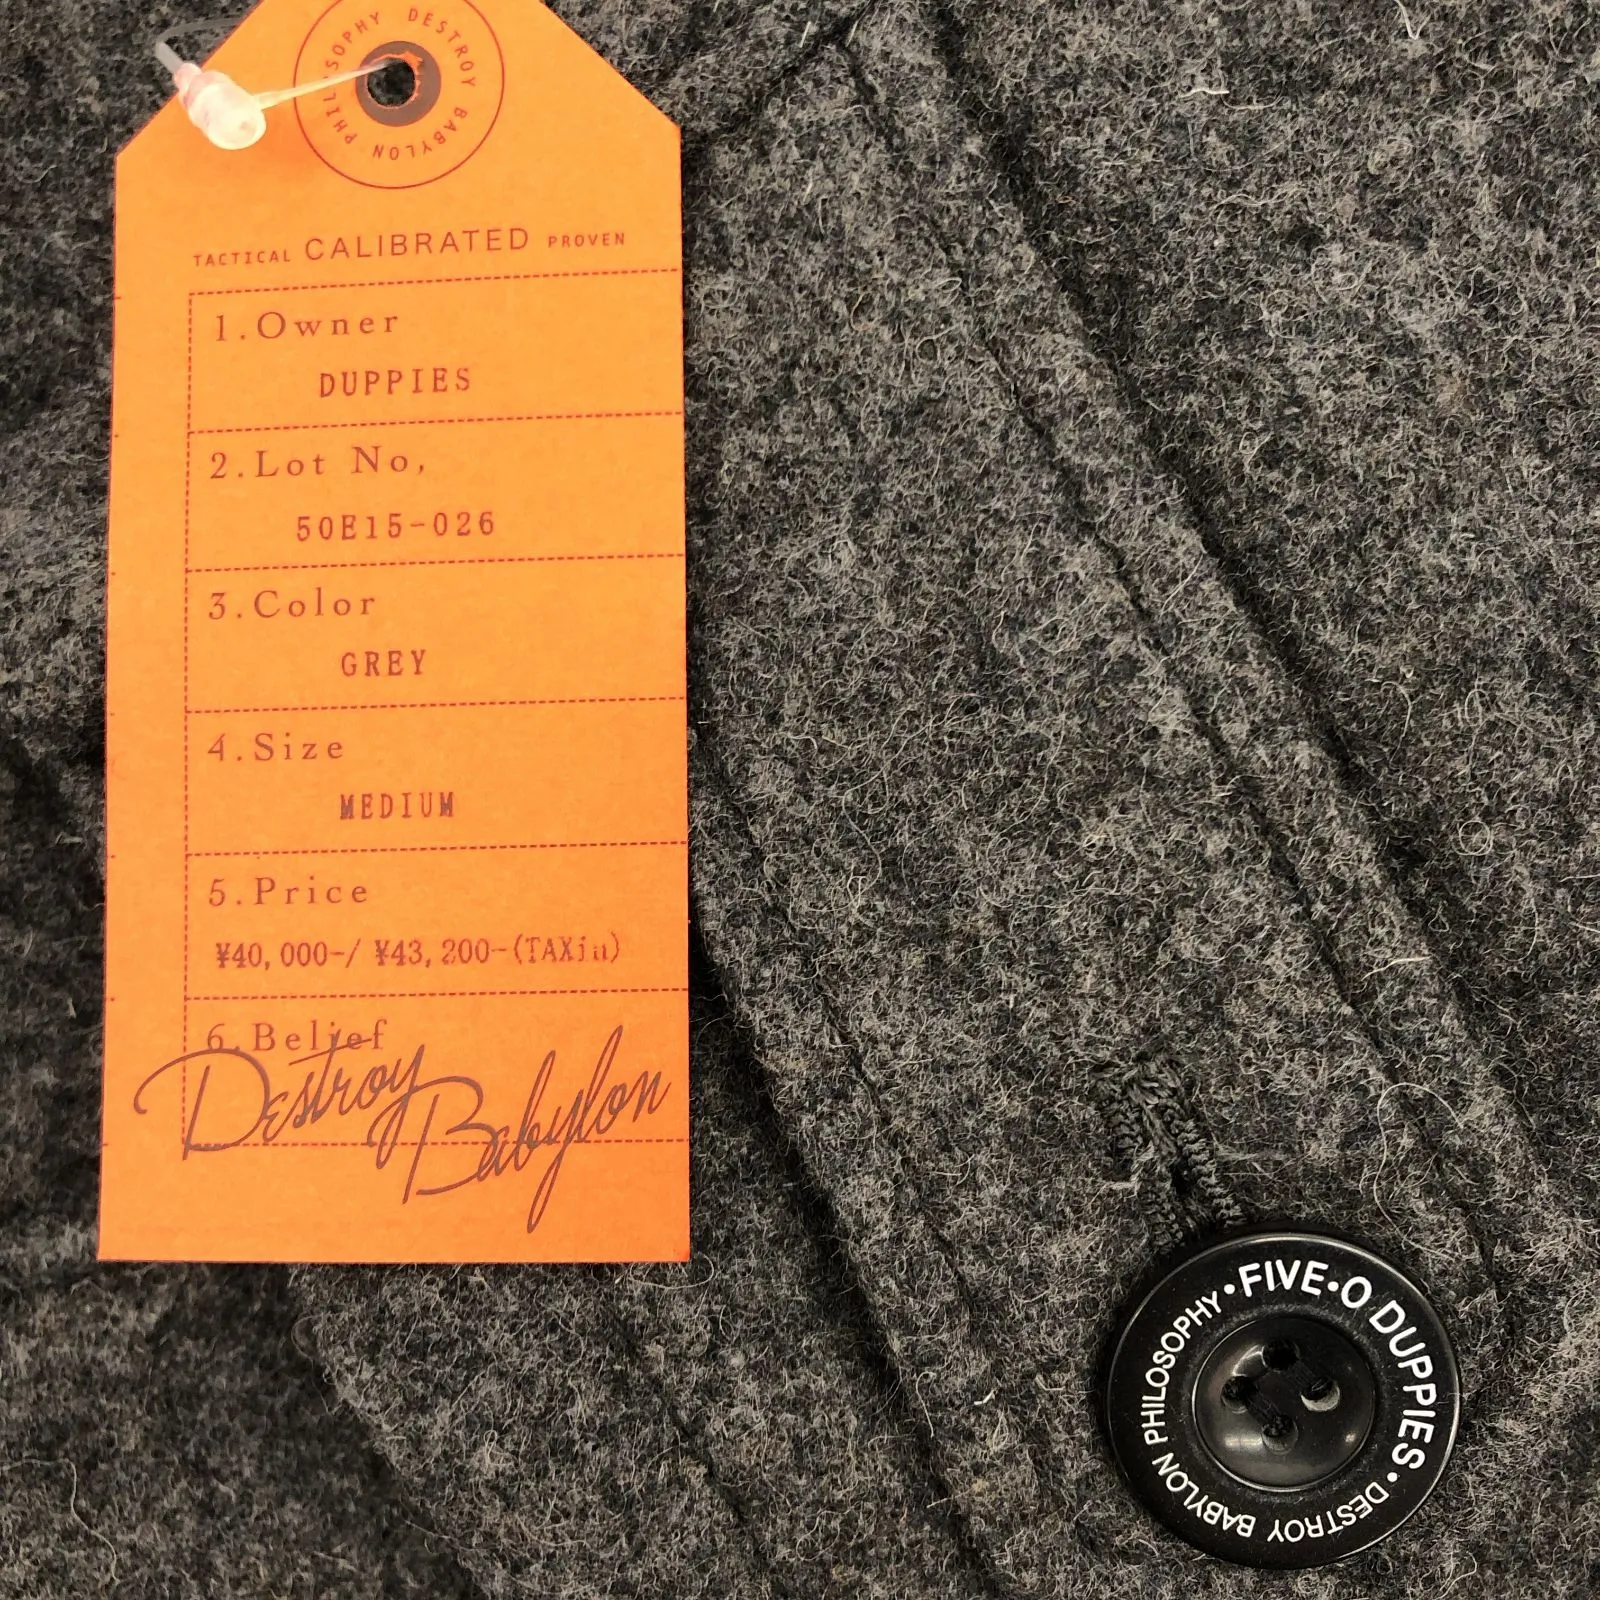 DESTROY BABYLON PHILOSOPHY
TACTICAL CALIBRATED PROVEN
1.Owner
DUPPIES
2.Lot No,
50E15-026
3.Color
GREY
4.Size
MEDIUM
5.Price
¥40,000-/ ¥43,200-(TAXin)
6.Belief
Destroy Babylon
•FIVE•O DUPPIES•DESTROY BABYLON PHILOSOPHY